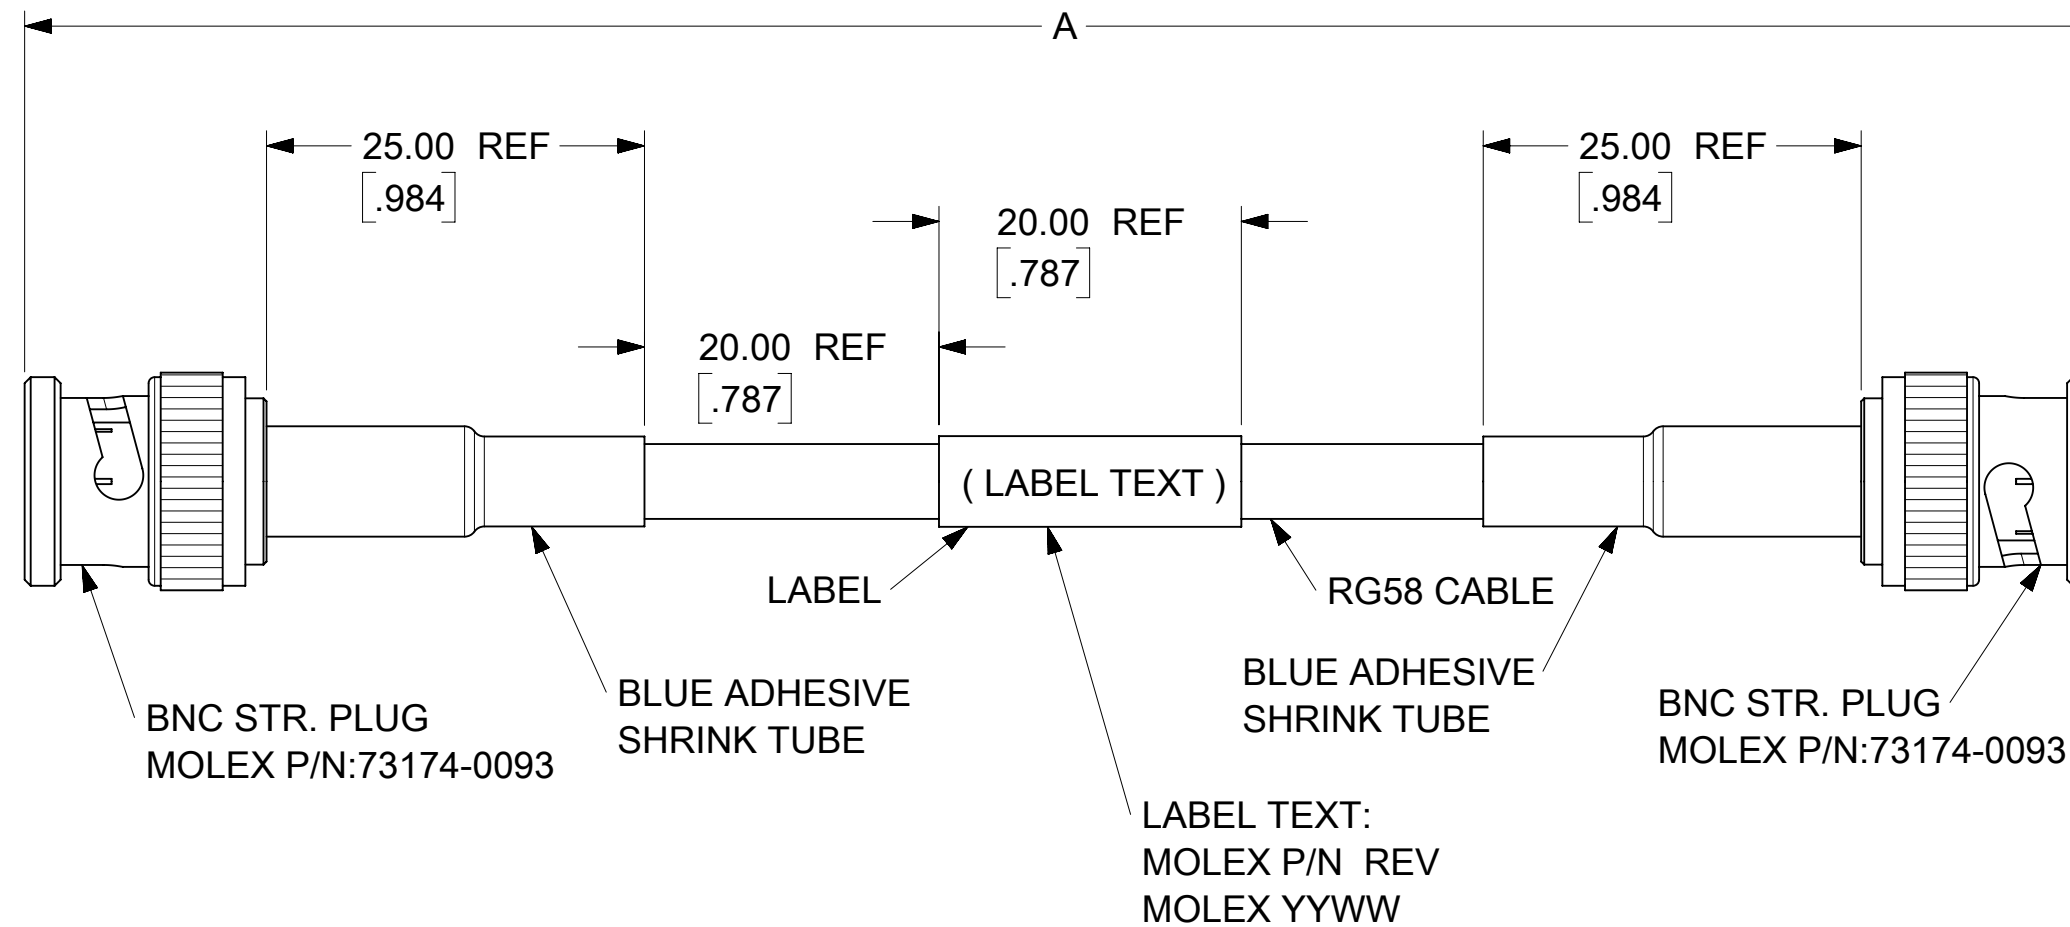 A
25.00 REF
[.984]
25.00 REF
[.984]
20.00 REF
[.787]
20.00 REF
[.787]
( LABEL TEXT )
LABEL
RG58 CABLE
BLUE ADHESIVE
SHRINK TUBE
BLUE ADHESIVE
SHRINK TUBE
BNC STR. PLUG
MOLEX P/N:73174-0093
BNC STR. PLUG
MOLEX P/N:73174-0093
LABEL TEXT:
MOLEX P/N REV
MOLEX YYWW